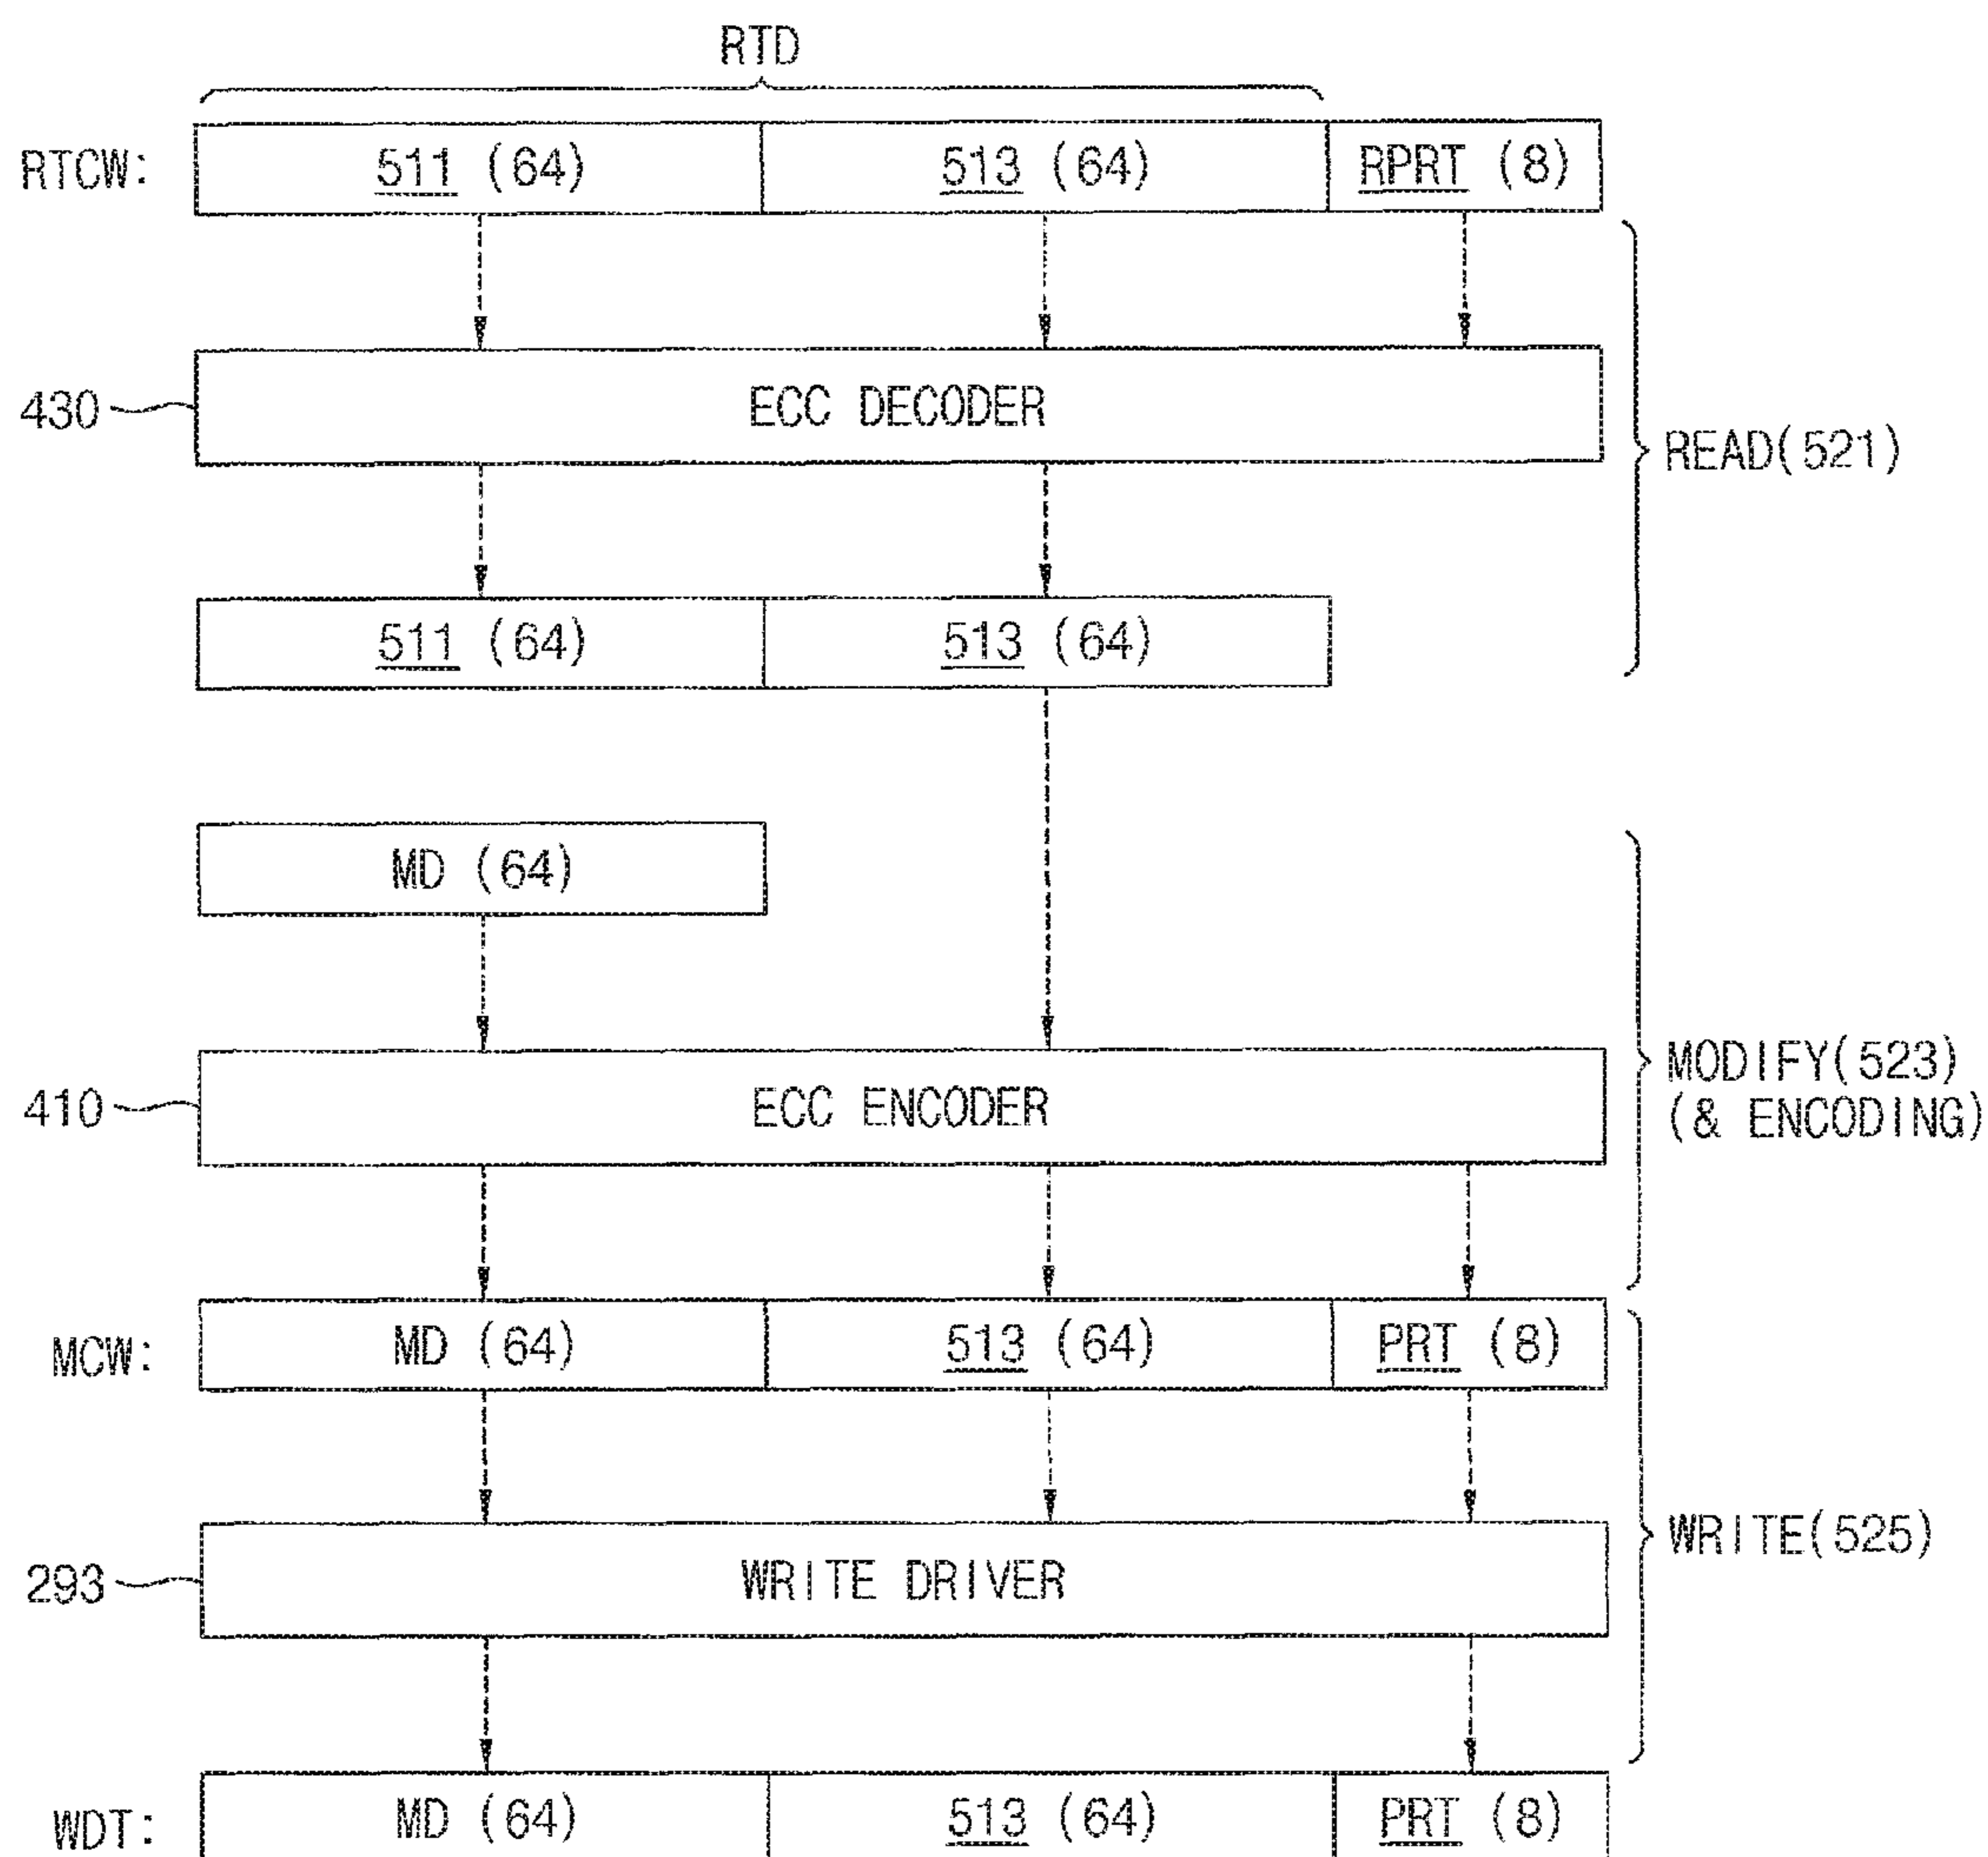 RTD
RTCW: 511 (64) 513 (64) RPRT (8)
430 ECC DECODER
READ(521)
511 (64) 513 (64)
MD (64)
MODIFY(523)
(& ENCODING)
410 ECC ENCODER
MCW: MD (64) 513 (64) PRT (8)
WRITE(525)
293 WRITE DRIVER
WDT: MD (64) 513 (64) PRT (8)